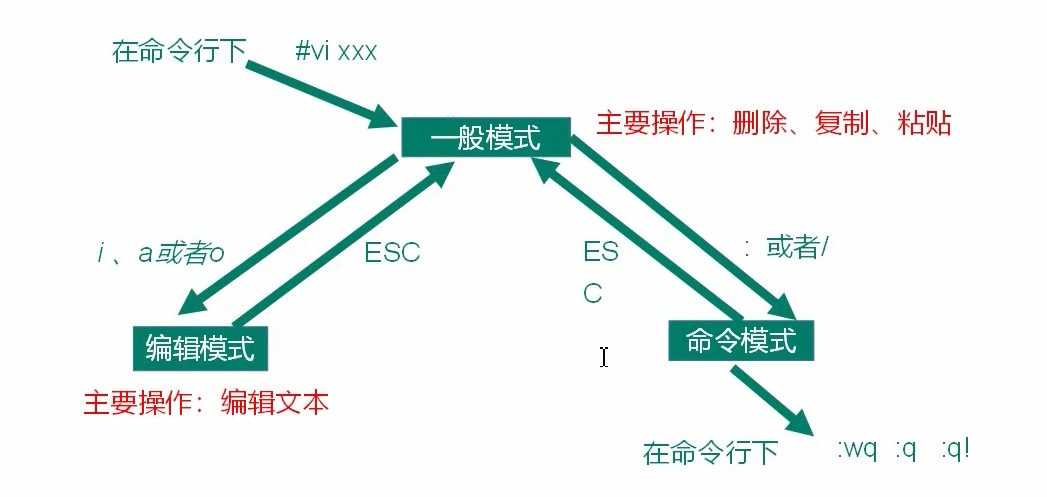 在命令行下 #vi xxx
一般模式
主要操作：删除、复制、粘贴
i 、a或者o
ESC
ES
C
: 或者/
编辑模式
命令模式
主要操作：编辑文本
在命令行下 :wq :q :q!